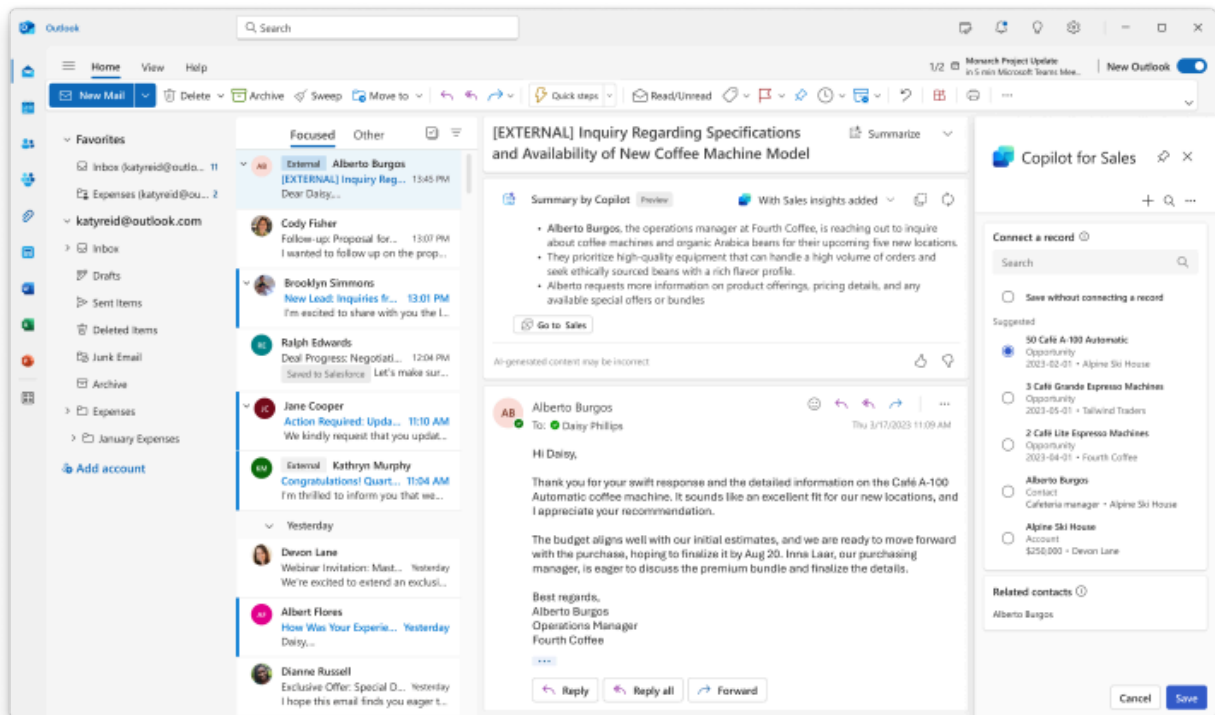 Outlook
Search
Home View Help
1/2 Monarch Project Update
in 5 min Microsoft Teams Mee...
New Outlook
New Mail Delete Archive Sweep Move to Quick steps Read/Unread ...
Favorites
Inbox (katyreid@outlo... 11
Expenses (katyreid@ou... 2
katyreid@outlook.com
Inbox
Drafts
Sent Items
Deleted Items
Junk Email
Archive
Expenses
January Expenses
Add account
Focused Other
AB
External Alberto Burgos
[EXTERNAL] Inquiry Reg... 13:45 PM
Dear Daisy,...
Cody Fisher
Follow-up: Proposal for... 13:07 PM
I wanted to follow up on the prop...
Brooklyn Simmons
New Lead: Inquiries fr... 13:01 PM
I'm excited to share with you the l...
Ralph Edwards
Deal Progress: Negotiati... 12:04 PM
Saved to Salesforce Let's make sur...
JC
Jane Cooper
Action Required: Upda... 11:10 AM
We kindly request that you updat...
KM
External Kathryn Murphy
Congratulations! Quart... 11:04 AM
I'm thrilled to inform you that we...
Yesterday
Devon Lane
Webinar Invitation: Mast... Yesterday
We're excited to extend an exclusi...
Albert Flores
How Was Your Experie... Yesterday
Daisy,...
Dianne Russell
Exclusive Offer: Special D... Yesterday
I hope this email finds you eager t...
[EXTERNAL] Inquiry Regarding Specifications
and Availability of New Coffee Machine Model
Summarize
Summary by Copilot Preview
With Sales insights added
• Alberto Burgos, the operations manager at Fourth Coffee, is reaching out to inquire
about coffee machines and organic Arabica beans for their upcoming five new locations.
• They prioritize high-quality equipment that can handle a high volume of orders and
seek ethically sourced beans with a rich flavor profile.
• Alberto requests more information on product offerings, pricing details, and any
available special offers or bundles
Go to Sales
AI-generated content may be incorrect
AB
Alberto Burgos
To: Daisy Phillips
Thu 3/17/2023 11:09 AM
Hi Daisy,
Thank you for your swift response and the detailed information on the Café A-100
Automatic coffee machine. It sounds like an excellent fit for our new locations, and
I appreciate your recommendation.
The budget aligns well with our initial estimates, and we are ready to move forward
with the purchase, hoping to finalize it by Aug 20. Inna Laar, our purchasing
manager, is eager to discuss the premium bundle and finalize the details.
Best regards,
Alberto Burgos
Operations Manager
Fourth Coffee
...
Reply Reply all Forward
Copilot for Sales
Connect a record
Search
Save without connecting a record
Suggested
50 Café A-100 Automatic
Opportunity
2023-02-01 • Alpine Ski House
3 Café Grande Espresso Machines
Opportunity
2023-05-01 • Tailwind Traders
2 Café Lite Espresso Machines
Opportunity
2023-04-01 • Fourth Coffee
Alberto Burgos
Contact
Cafeteria manager • Alpine Ski House
Alpine Ski House
Account
$250,000 • Devon Lane
Related contacts
Alberto Burgos
Cancel Save